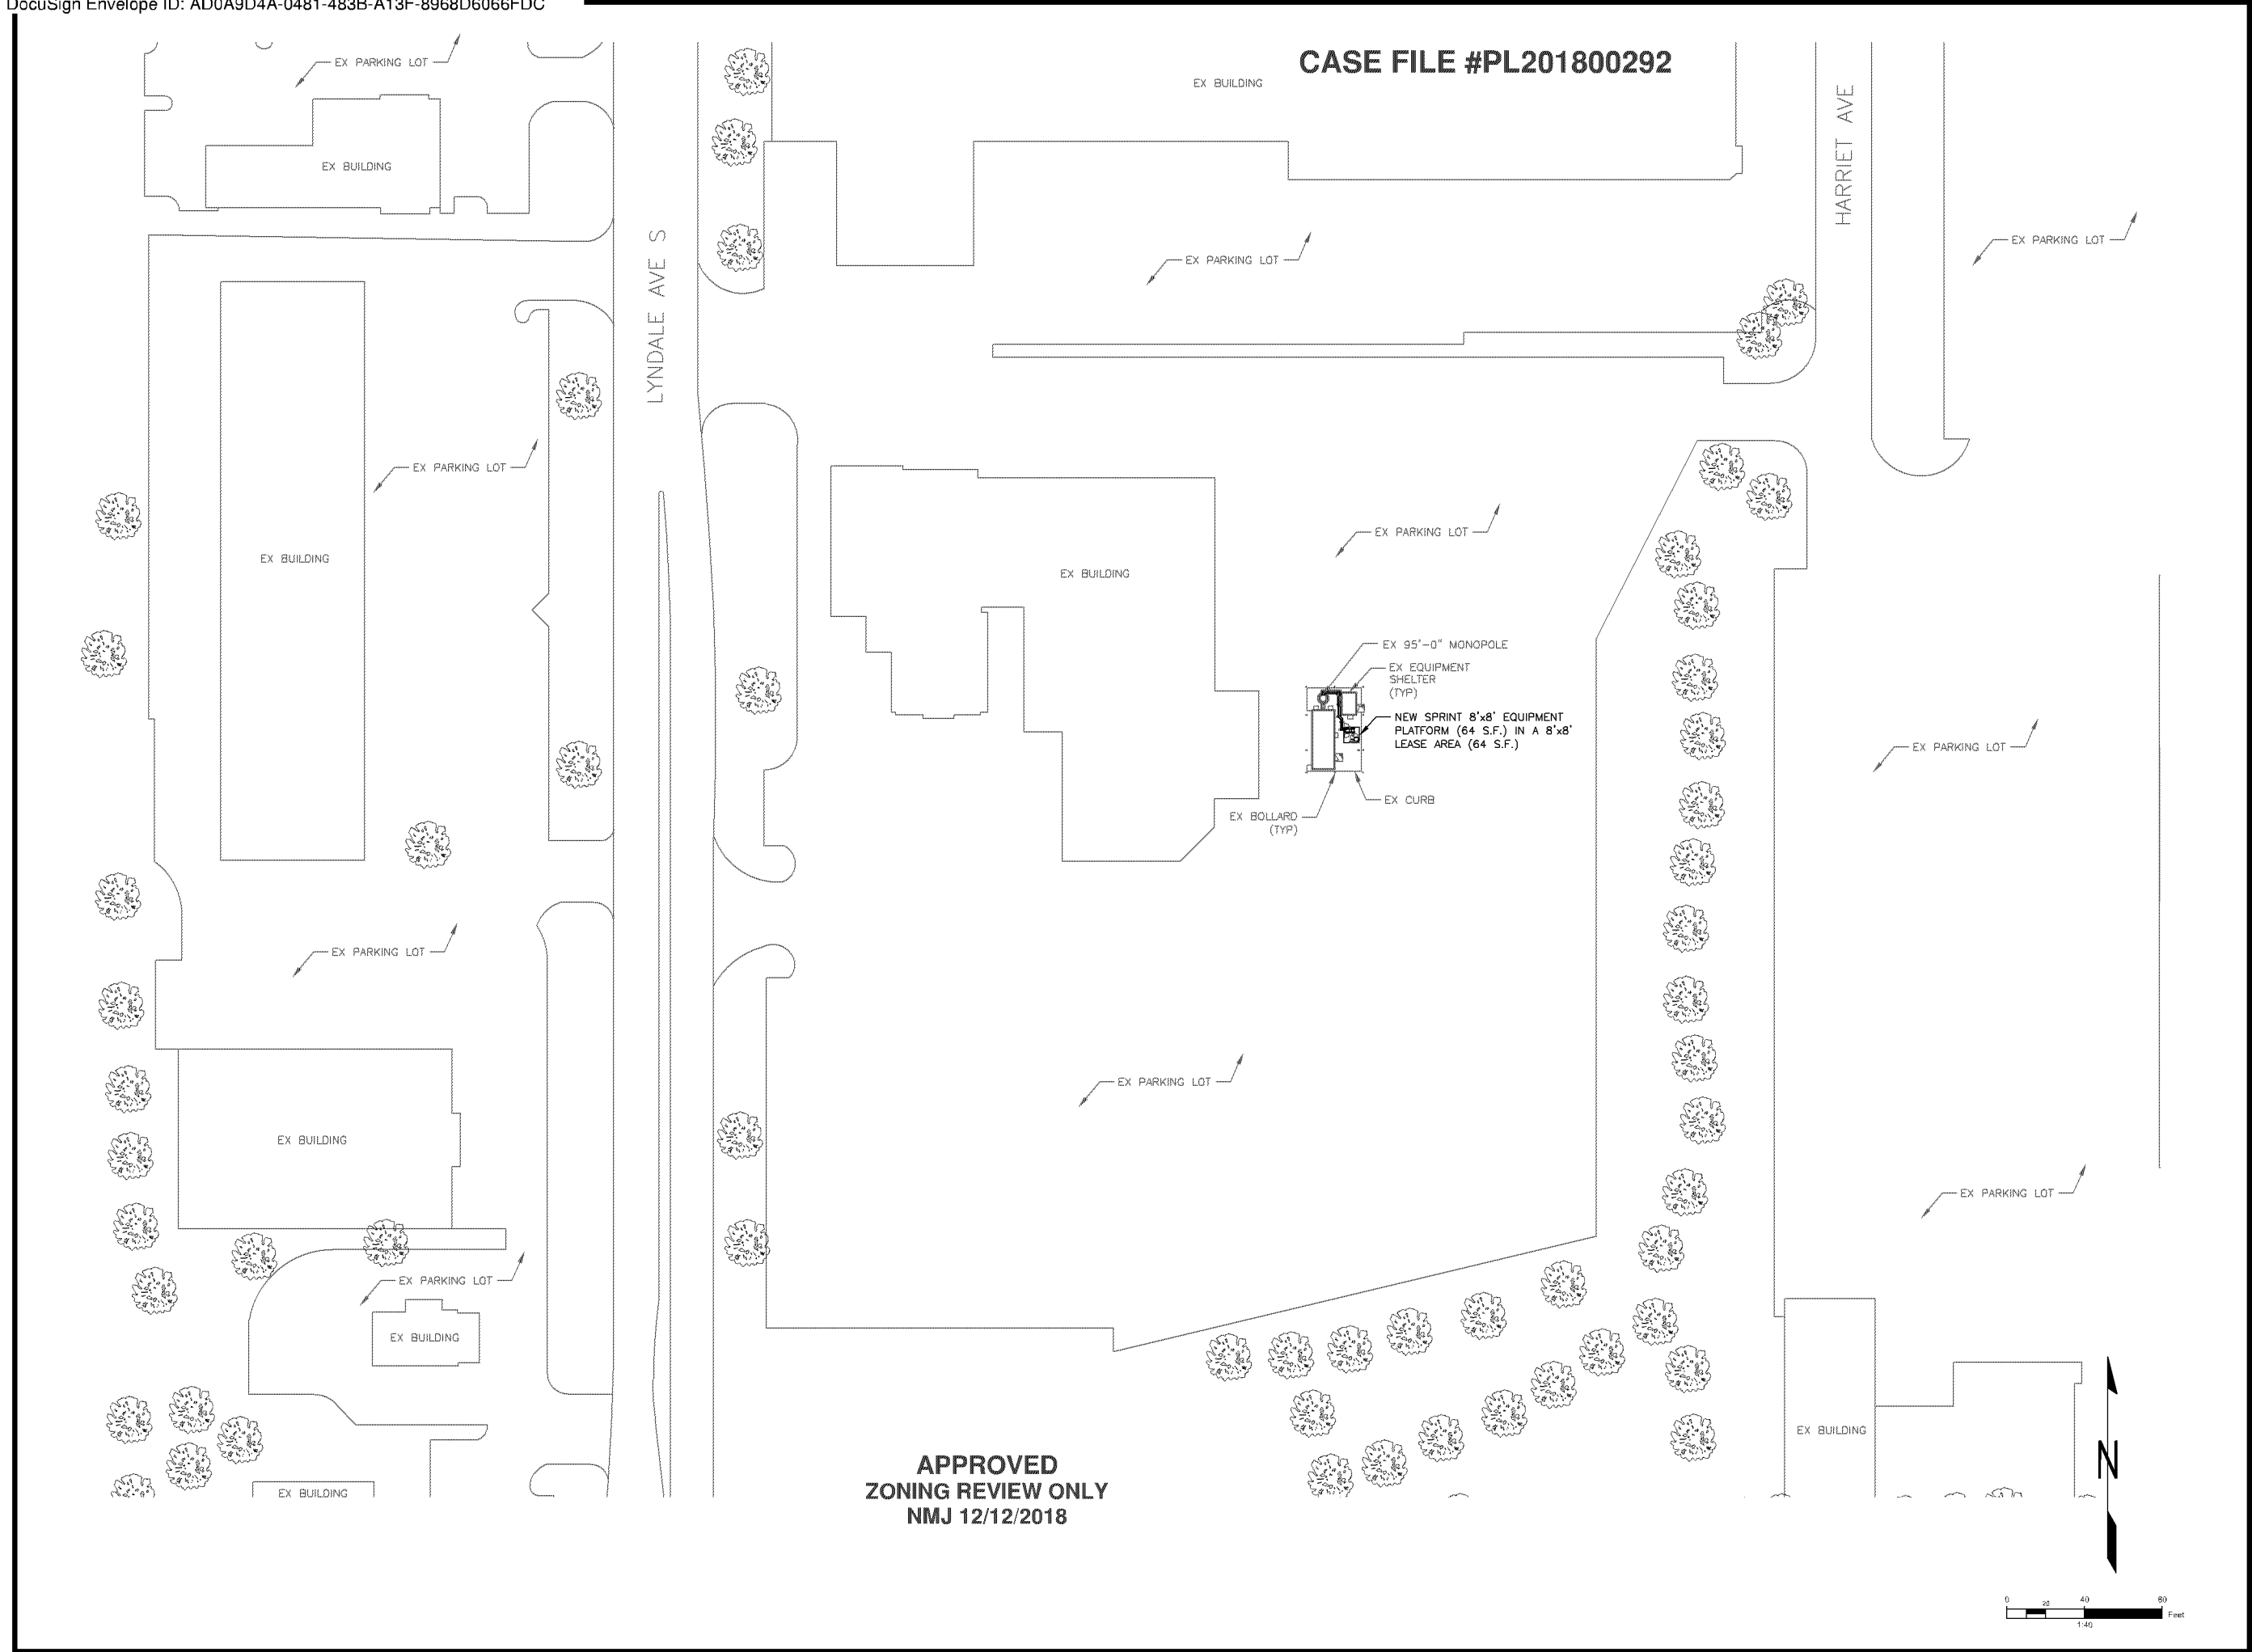 DocuSign Envelope ID: AD0A9D4A-0481-483B-A13F-8968D6066FDC
CASE FILE #PL201800292
EX PARKING LOT
EX BUILDING
EX BUILDING
HARRIET AVE
LYNDALE AVE S
EX PARKING LOT
EX PARKING LOT
EX PARKING LOT
EX BUILDING
EX PARKING LOT
EX BUILDING
EX 95'-0" MONOPOLE
EX EQUIPMENT
SHELTER
(TYP)
NEW SPRINT 8'x8' EQUIPMENT
PLATFORM (64 S.F.) IN A 8'x8'
LEASE AREA (64 S.F.)
EX PARKING LOT
EX CURB
EX BOLLARD
(TYP)
EX PARKING LOT
EX PARKING LOT
EX BUILDING
EX PARKING LOT
EX PARKING LOT
EX BUILDING
EX BUILDING
EX BUILDING
APPROVED
ZONING REVIEW ONLY
NMJ 12/12/2018
N
0 20 40 80
Feet
1:40